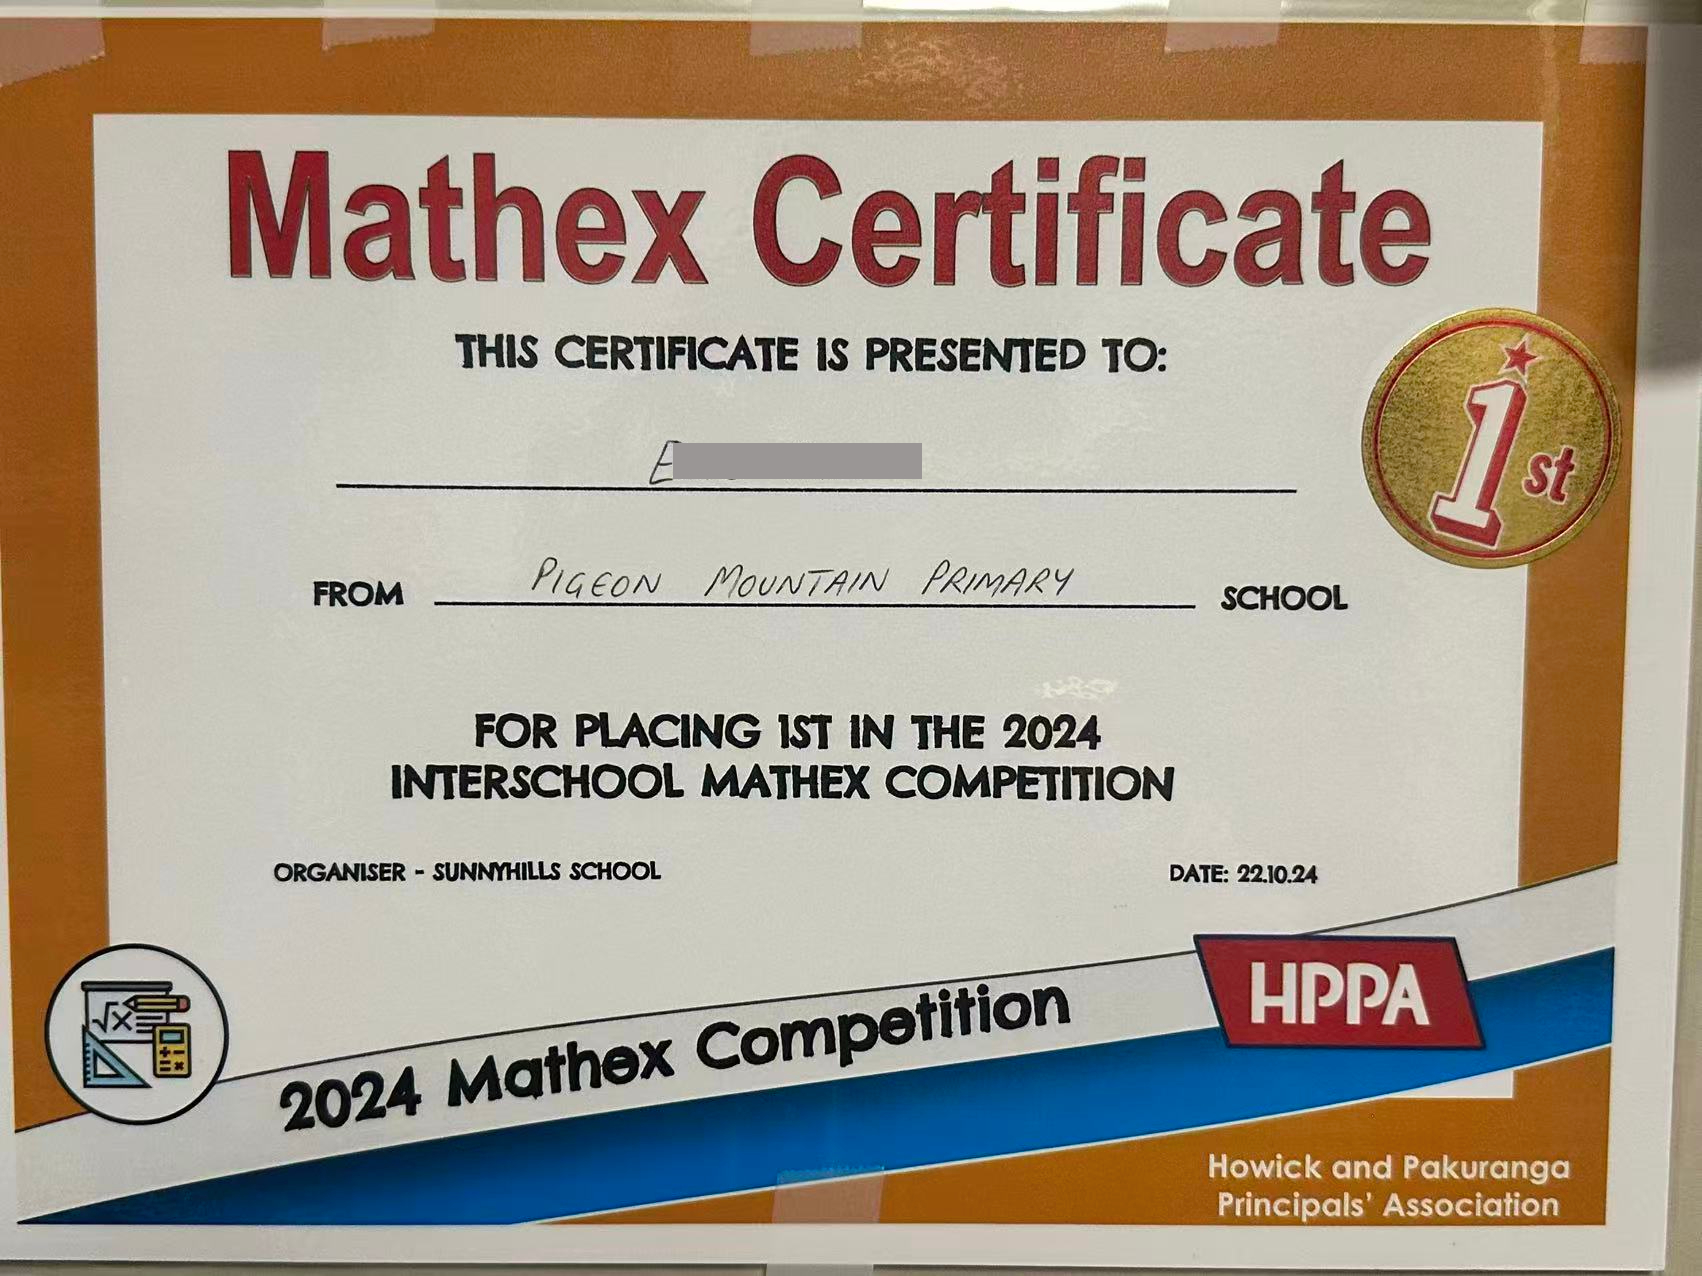 Mathex Certificate
THIS CERTIFICATE IS PRESENTED TO:
E
1st
FROM PIGEON MOUNTAIN PRIMARY SCHOOL
FOR PLACING 1ST IN THE 2024
INTERSCHOOL MATHEX COMPETITION
ORGANISER - SUNNYHILLS SCHOOL DATE: 22.10.24
√x
2024 Mathex Competition
HPPA
Howick and Pakuranga
Principals' Association